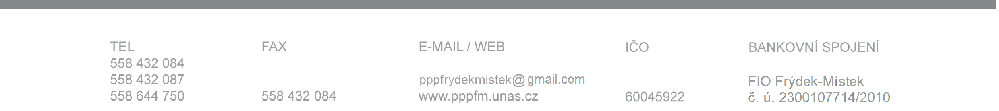 TEL
558 432 084
558 432 087
558 644 750
FAX
558 432 084
E-MAIL / WEB
pppfrydekmistek@gmail.com
www.pppfm.unas.cz
IČO
60045922
BANKOVNÍ SPOJENÍ
FIO Frýdek-Místek
č. ú. 2300107714/2010